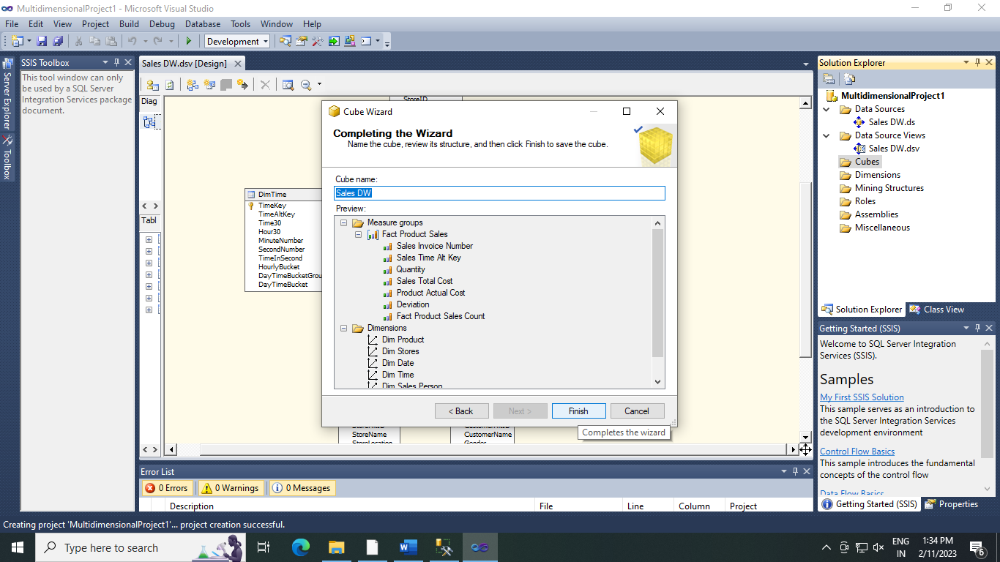 MultidimensionalProject1 - Microsoft Visual Studio
File Edit View Project Build Debug Database Tools Window Help
Development
Server Explorer
Toolbox
SSIS Toolbox
This tool window can only
be used by a SQL Server
Integration Services package
document.
Sales DW.dsv [Design]
Diag
Tabl
StoreID
DimTime
TimeKey
TimeAltKey
Time30
Hour30
MinuteNumber
SecondNumber
TimeInSecond
HourlyBucket
DayTimeBucketGrou
DayTimeBucket
Cube Wizard
Completing the Wizard
Name the cube, review its structure, and then click Finish to save the cube.
Cube name:
Sales DW
Preview:
Measure groups
Fact Product Sales
Sales Invoice Number
Sales Time Alt Key
Quantity
Sales Total Cost
Product Actual Cost
Deviation
Fact Product Sales Count
Dimensions
Dim Product
Dim Stores
Dim Date
Dim Time
Dim Sales Person
< Back Next > Finish Cancel
Completes the wizard
StoreName
StoreLocation
CustomerName
Gender
Solution Explorer
MultidimensionalProject1
Data Sources
Sales DW.ds
Data Source Views
Sales DW.dsv
Cubes
Dimensions
Mining Structures
Roles
Assemblies
Miscellaneous
Solution Explorer Class View
Getting Started (SSIS)
Welcome to SQL Server Integration
Services (SSIS).
Samples
My First SSIS Solution
This sample serves as an introduction to
the SQL Server Integration Services
development environment
Control Flow Basics
This sample introduces the fundamental
concepts of the control flow
Data Flow Basics
Getting Started (SSIS) Properties
Error List
0 Errors 0 Warnings 0 Messages
Description File Line Column Project
Creating project 'MultidimensionalProject1'... project creation successful.
Type here to search
ENG
IN
1:34 PM
2/11/2023
6